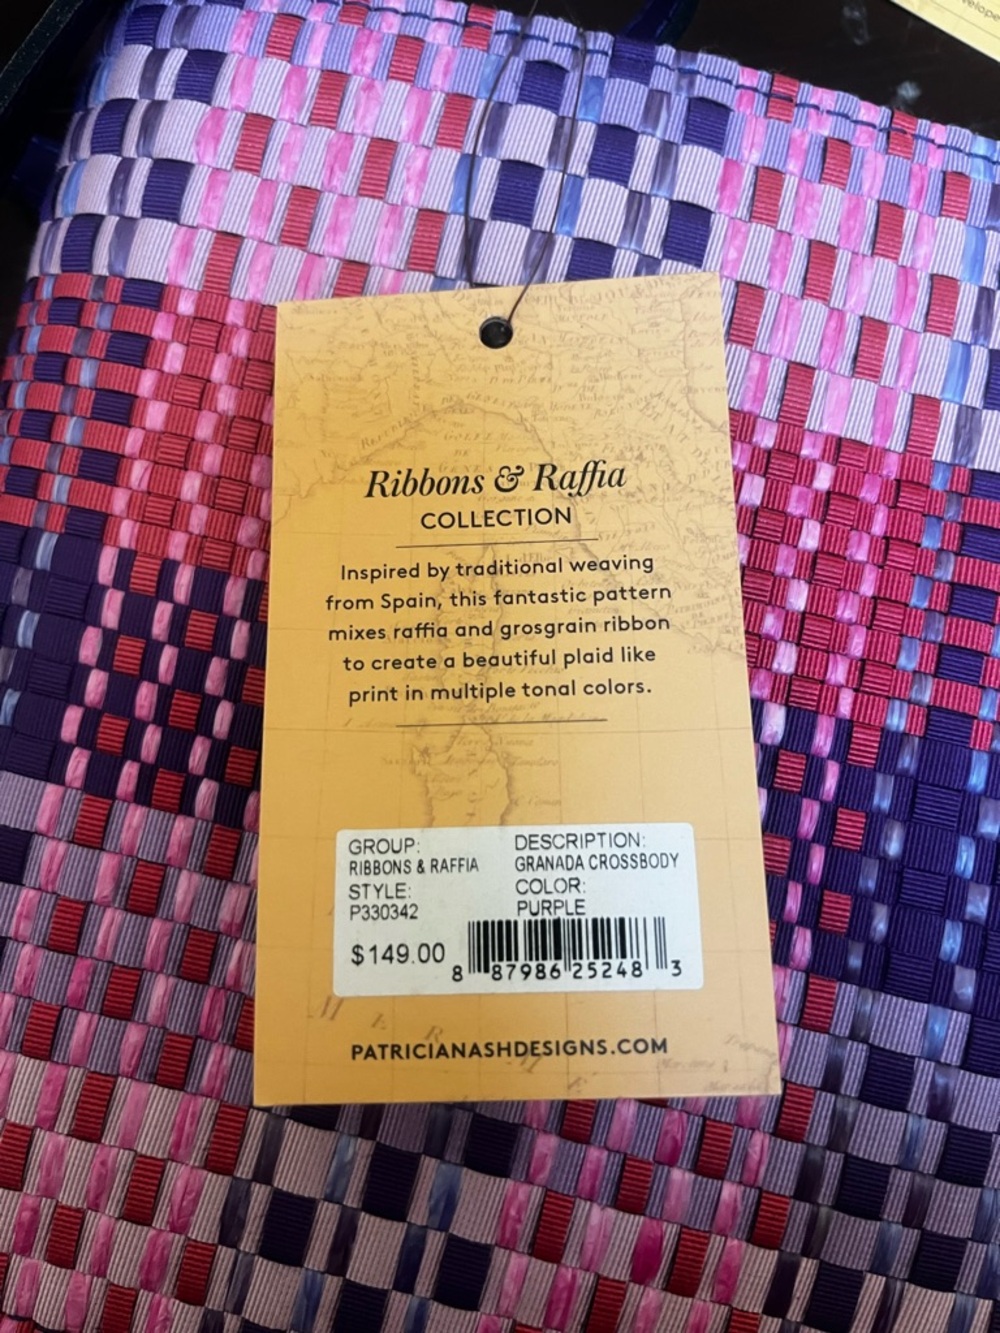 Ribbons & Raffia
COLLECTION
Inspired by traditional weaving
from Spain, this fantastic pattern
mixes raffia and grosgrain ribbon
to create a beautiful plaid like
print in multiple tonal colors.
GROUP:
RIBBONS & RAFFIA
STYLE:
P330342
DESCRIPTION:
GRANADA CROSSBODY
COLOR:
PURPLE
$149.00
8 87986 25248 3
PATRICIANASHDESIGNS.COM